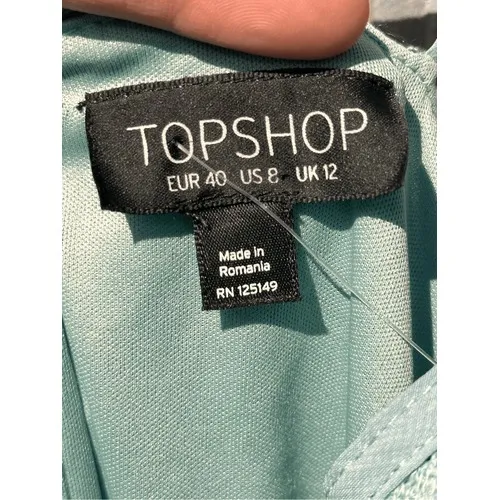 TOPSHOP
EUR 40 US 8 UK 12
Made in
Romania
RN 125149